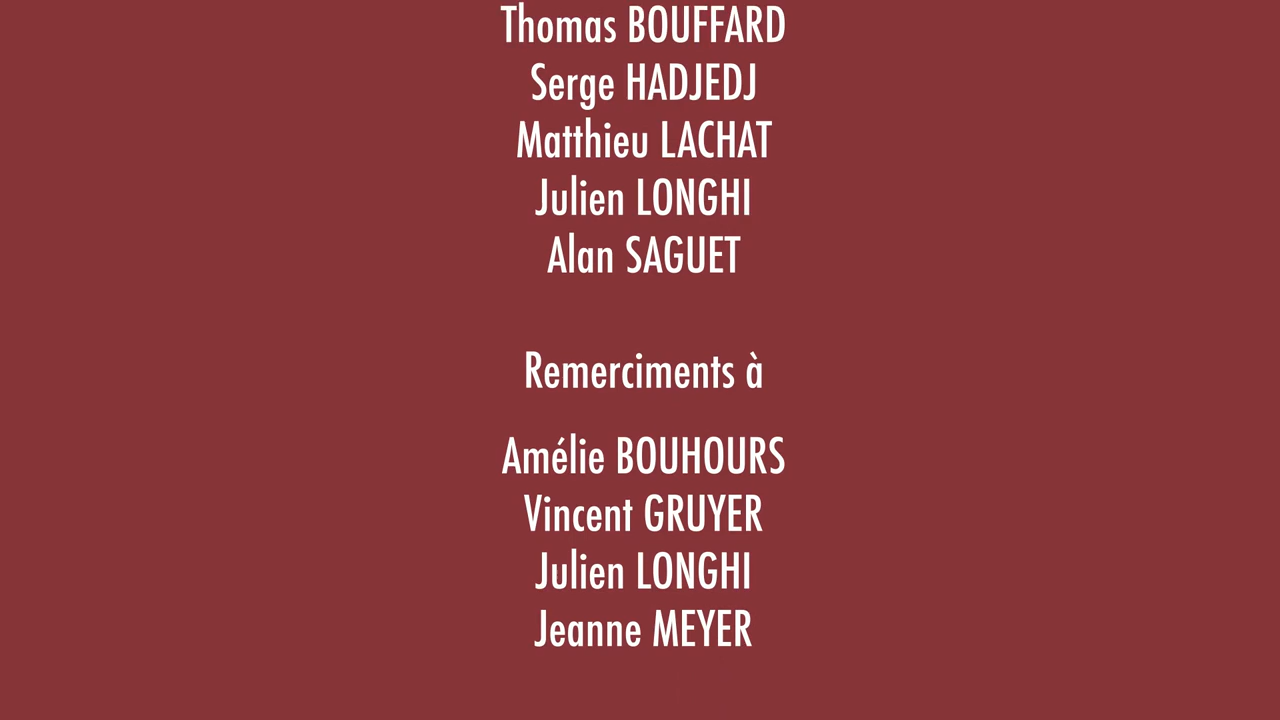 Thomas BOUFFARD
Serge HADJEDJ
Matthieu LACHAT
Julien LONGHI
Alan SAGUET
Remerciments à
Amélie BOUHOURS
Vincent GRUYER
Julien LONGHI
Jeanne MEYER